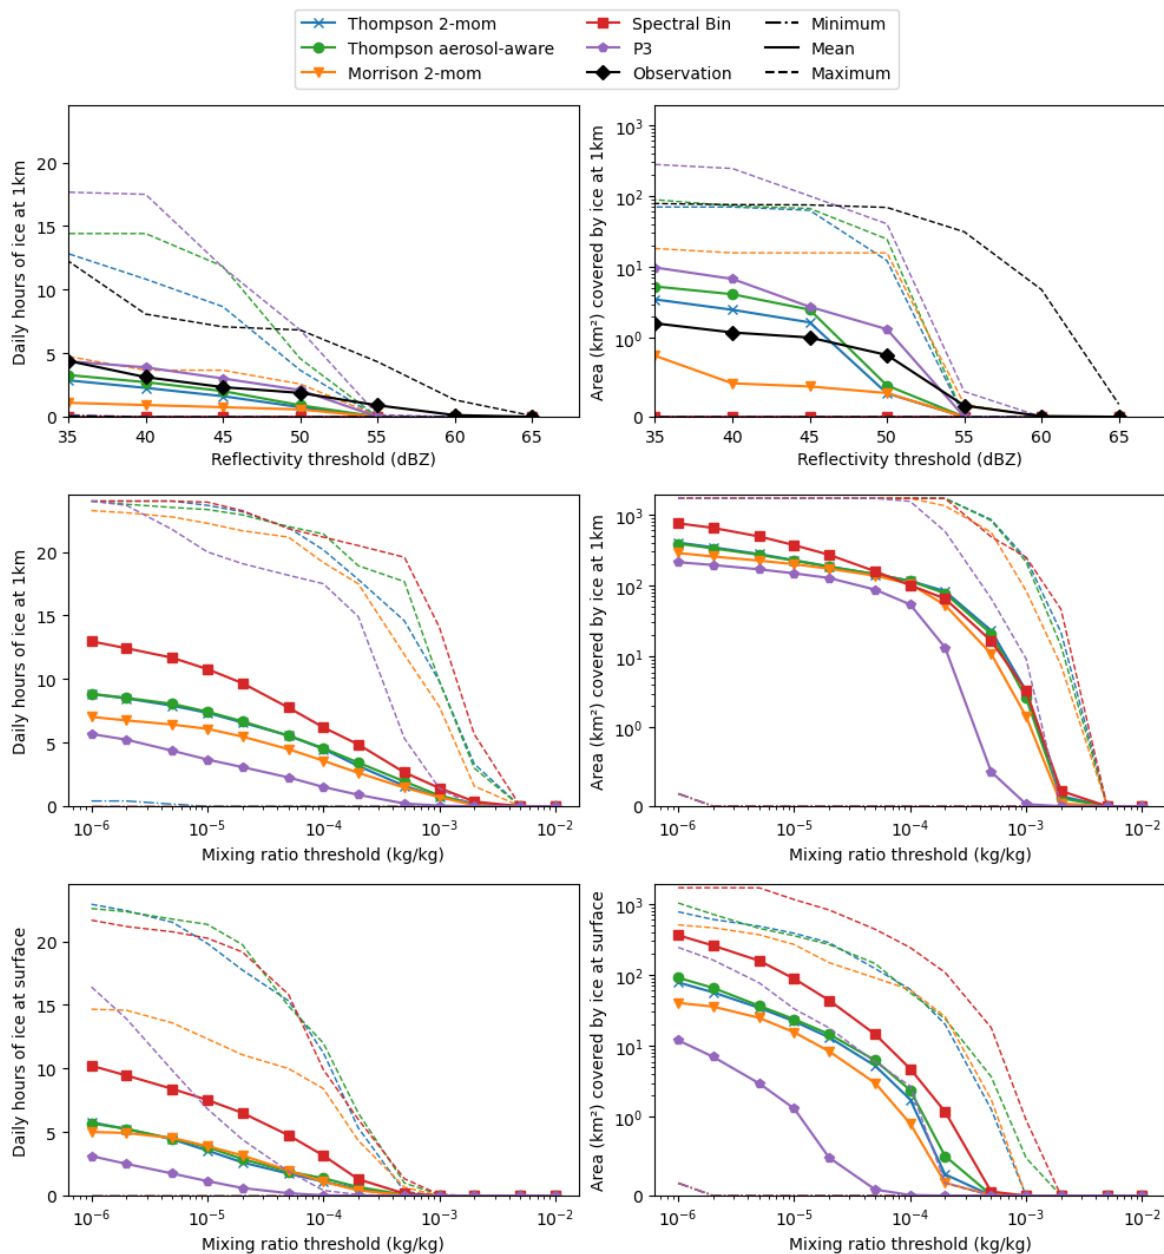 Thompson 2-mom
Thompson aerosol-aware
Morrison 2-mom
Spectral Bin
P3
Observation
Minimum
Mean
Maximum
Daily hours of ice at 1km
20
15
10
5
0
35 40 45 50 55 60 65
Reflectivity threshold (dBZ)
Area (km²) covered by ice at 1km
10³
10²
10¹
10⁰
0
35 40 45 50 55 60 65
Reflectivity threshold (dBZ)
Daily hours of ice at 1km
20
15
10
5
0
10⁻⁶ 10⁻⁵ 10⁻⁴ 10⁻³ 10⁻²
Mixing ratio threshold (kg/kg)
Area (km²) covered by ice at 1km
10³
10²
10¹
10⁰
0
10⁻⁶ 10⁻⁵ 10⁻⁴ 10⁻³ 10⁻²
Mixing ratio threshold (kg/kg)
Daily hours of ice at surface
20
15
10
5
0
10⁻⁶ 10⁻⁵ 10⁻⁴ 10⁻³ 10⁻²
Mixing ratio threshold (kg/kg)
Area (km²) covered by ice at surface
10³
10²
10¹
10⁰
0
10⁻⁶ 10⁻⁵ 10⁻⁴ 10⁻³ 10⁻²
Mixing ratio threshold (kg/kg)